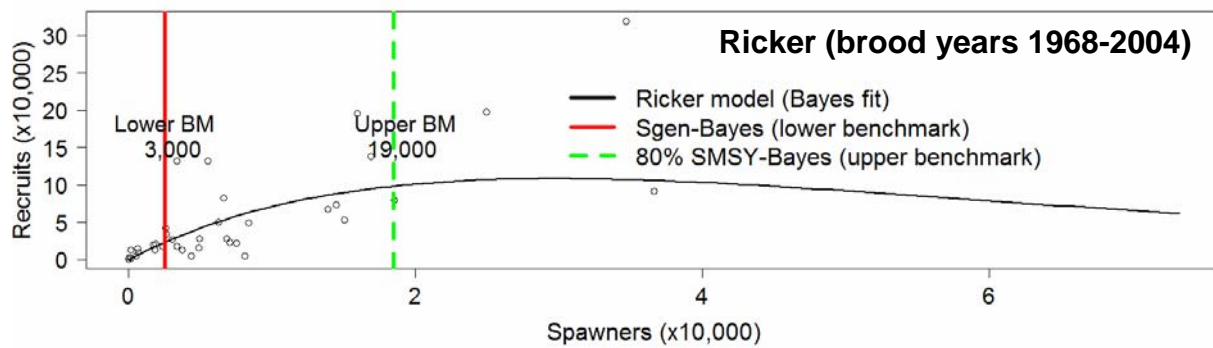 Ricker (brood years 1968-2004)
Recruits (x10,000)
30
25
20
15
10
5
0
Lower BM
3,000
Upper BM
19,000
Ricker model (Bayes fit)
Sgen-Bayes (lower benchmark)
80% SMSY-Bayes (upper benchmark)
0 2 4 6
Spawners (x10,000)